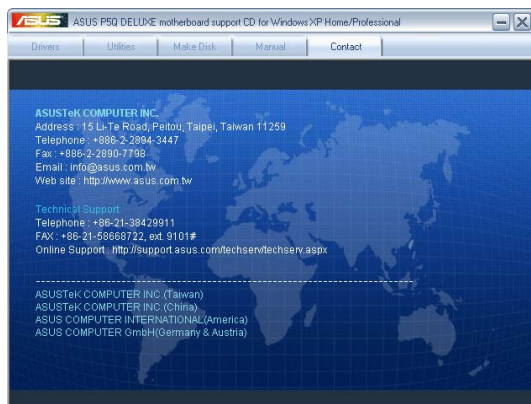 ASUS ASUS P5Q DELUXE motherboard support CD for Windows XP Home/Professional
Drivers Utilities Make Disk Manual Contact
ASUSTeK COMPUTER INC.
Address : 15 Li-Te Road, Peitou, Taipei, Taiwan 11259
Telephone : +886-2-2894-3447
Fax : +886-2-2890-7798
Email : info@asus.com.tw
Web site : http://www.asus.com.tw
Technical Support
Telephone : +86-21-38429911
FAX : +86-21-58668722, ext. 9101#
Online Support : http://support.asus.com/techserv/techserv.aspx
ASUSTeK COMPUTER INC.(Taiwan)
ASUSTeK COMPUTER INC.(China)
ASUS COMPUTER INTERNATIONAL(America)
ASUS COMPUTER GmbH(Germany & Austria)